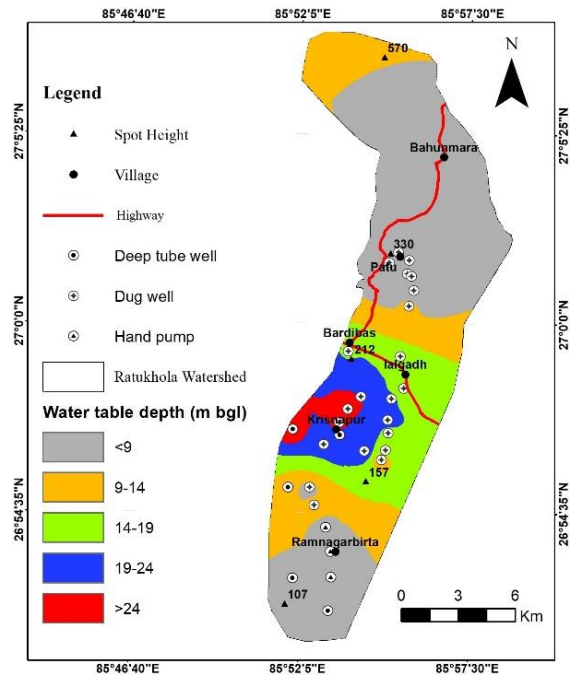 85°46'40"E 85°52'5"E 85°57'30"E
570
N
Legend
Spot Height
27°5'25"N 27°5'25"N
Village
Bahunmara
Highway
330
Deep tube well
Patu
Dug well
27°0'0"N 27°0'0"N
Hand pump
Bardibas
212
lalgadh
Ratukhola Watershed
Water table depth (m bgl)
Krisnapur
<9
157
9-14
26°54'35"N 26°54'35"N
14-19
Ramnagarbirta
19-24
107
0 3 6
>24
Km
85°46'40"E 85°52'5"E 85°57'30"E